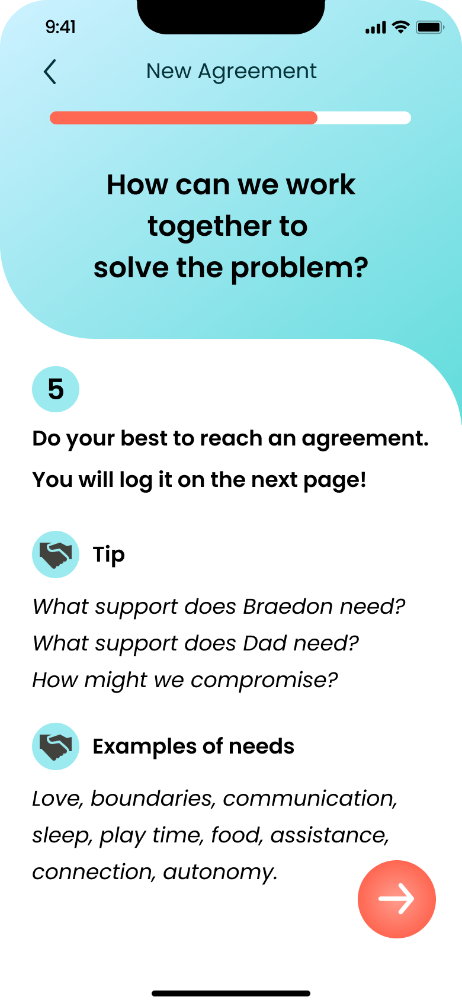 9:41
New Agreement
How can we work
together to
solve the problem?
5
Do your best to reach an agreement.
You will log it on the next page!
Tip
What support does Braedon need?
What support does Dad need?
How might we compromise?
Examples of needs
Love, boundaries, communication,
sleep, play time, food, assistance,
connection, autonomy.